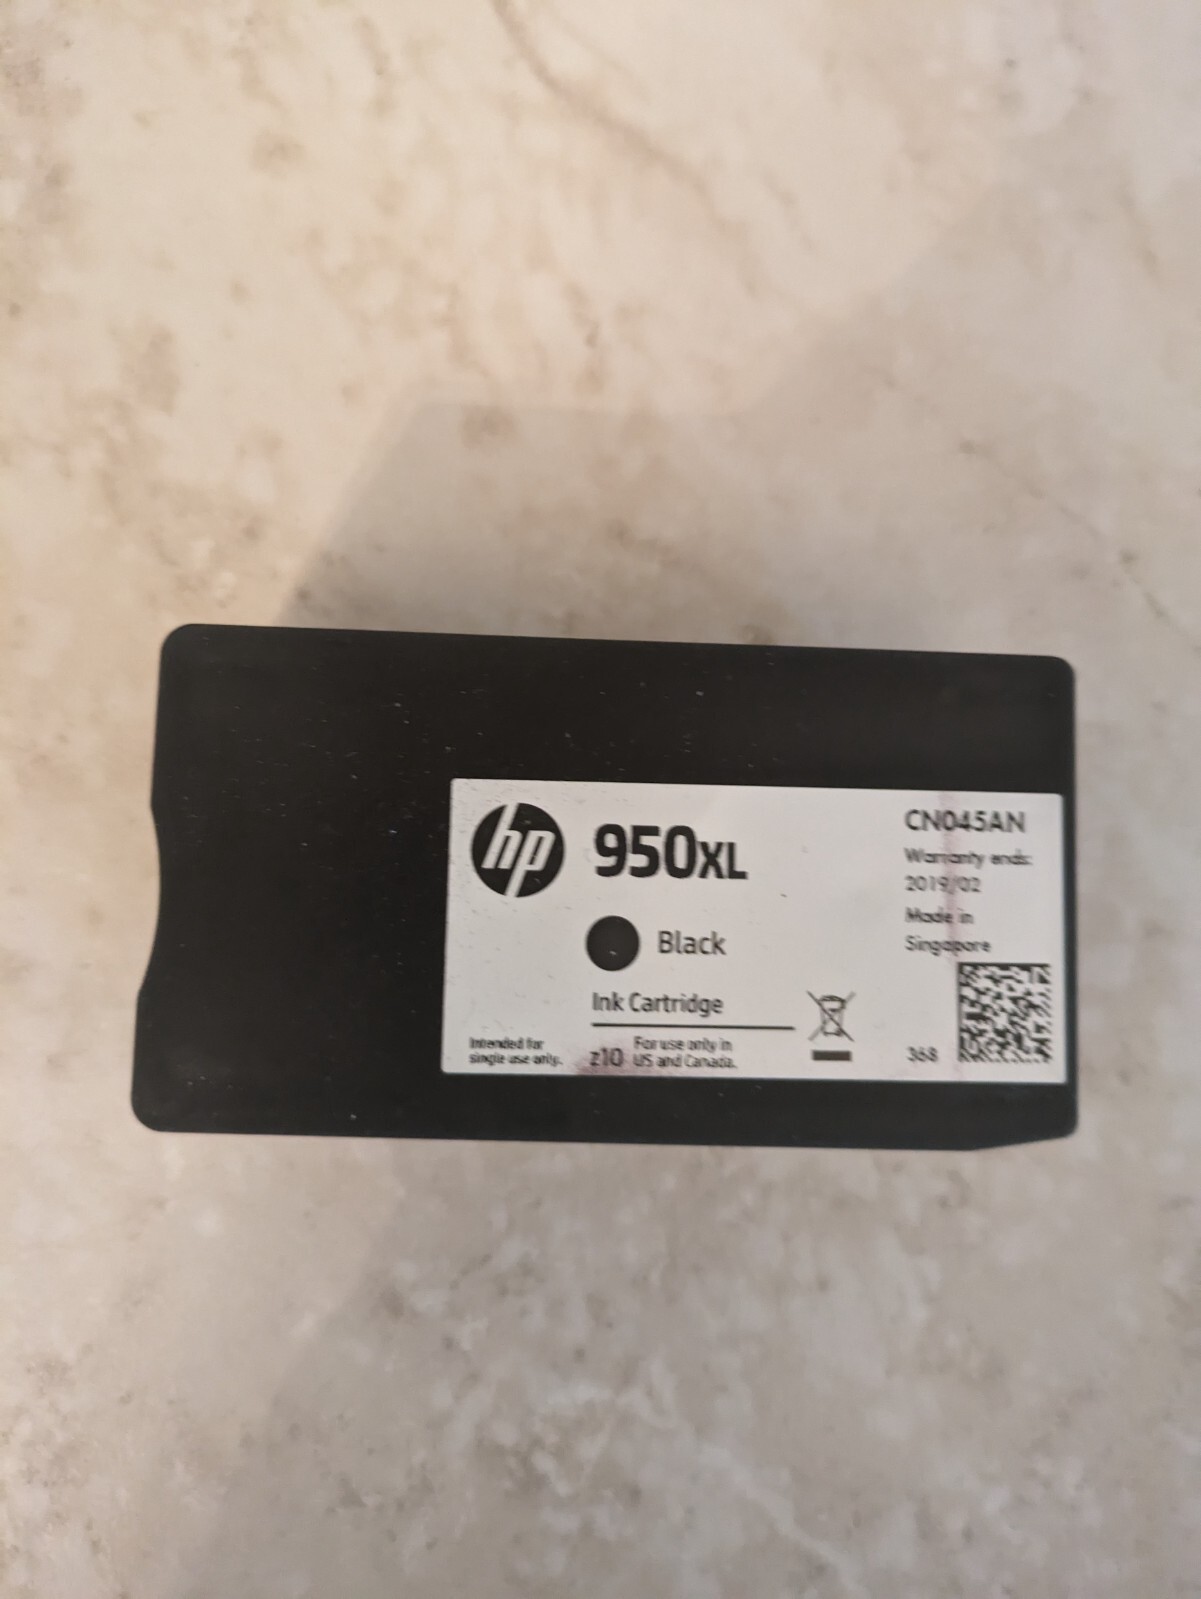 hp
950XL
Black
Ink Cartridge
Intended for
single use only.
z10
For use only in
US and Canada.
CN045AN
Warranty ends:
2019/02
Made in
Singapore
368